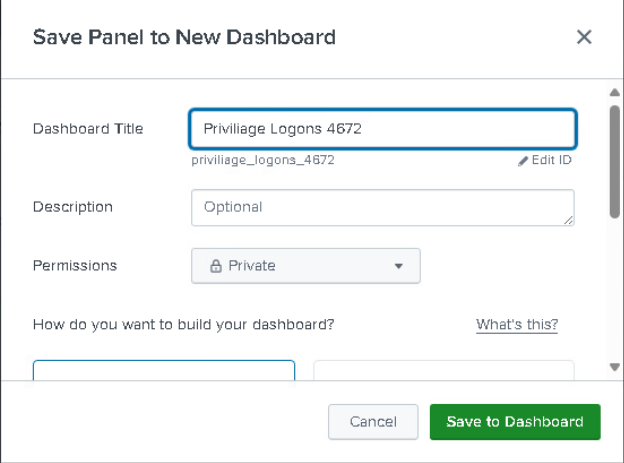 Save Panel to New Dashboard
Dashboard Title
Priviliage Logons 4672
priviliage_logons_4672
Edit ID
Description
Optional
Permissions
Private
How do you want to build your dashboard?
What's this?
Cancel
Save to Dashboard